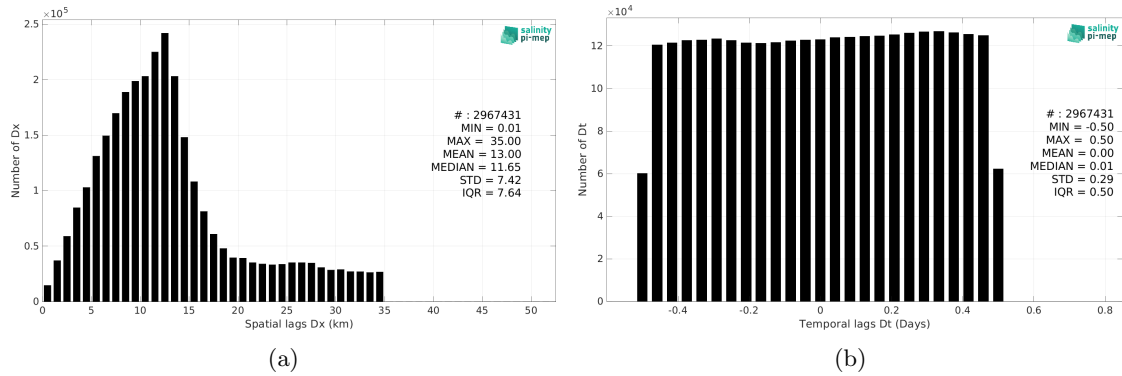 ×10⁵
2.5
2
1.5
1
0.5
0
Number of Dx
salinity
pi-mep
# : 2967431
MIN = 0.01
MAX = 35.00
MEAN = 13.00
MEDIAN = 11.65
STD = 7.42
IQR = 7.64
0 5 10 15 20 25 30 35 40 45 50
Spatial lags Dx (km)
(a)
×10⁴
12
10
8
6
4
2
0
Number of Dt
salinity
pi-mep
# : 2967431
MIN = -0.50
MAX = 0.50
MEAN = 0.00
MEDIAN = 0.01
STD = 0.29
IQR = 0.50
-0.4 -0.2 0 0.2 0.4 0.6 0.8
Temporal lags Dt (Days)
(b)